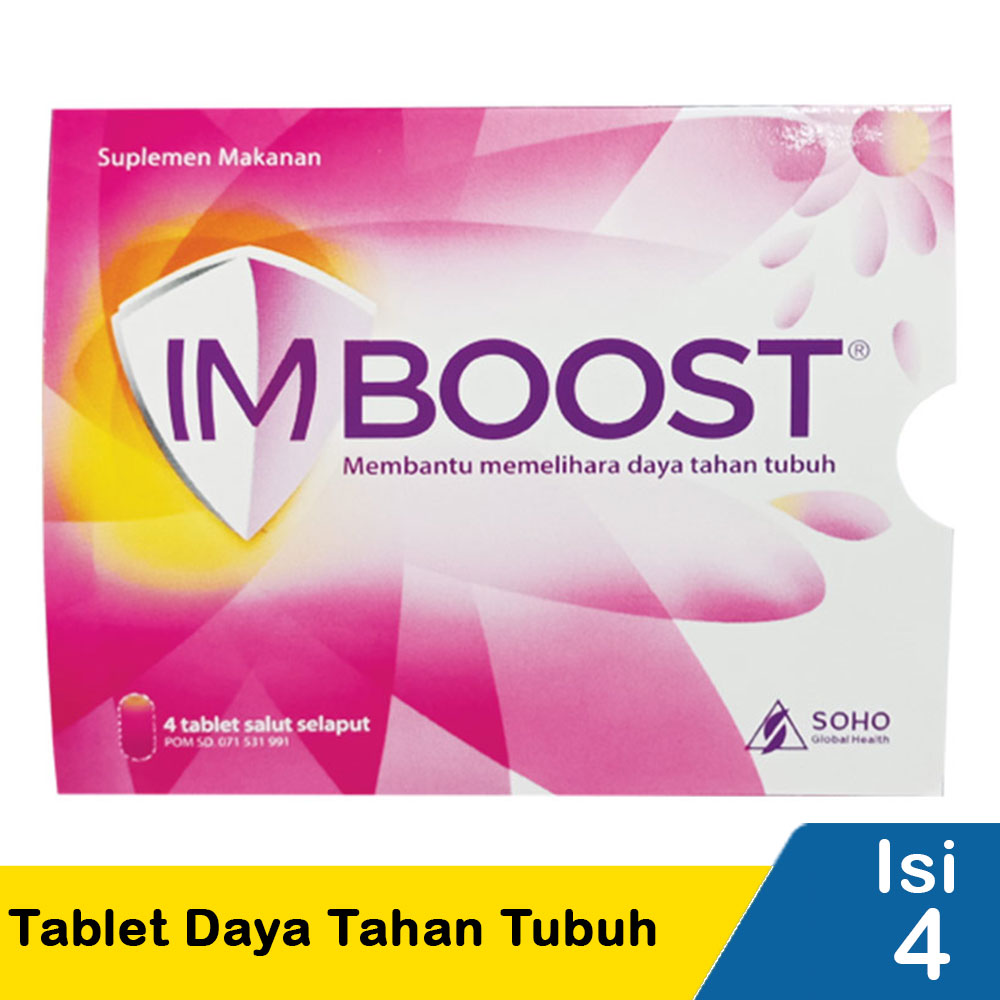 Suplemen Makanan
IMBOOST®
Membantu memelihara daya tahan tubuh
4 tablet salut selaput
POM SD. 071 531 991
SOHO
Global Health
Isi
4
Tablet Daya Tahan Tubuh